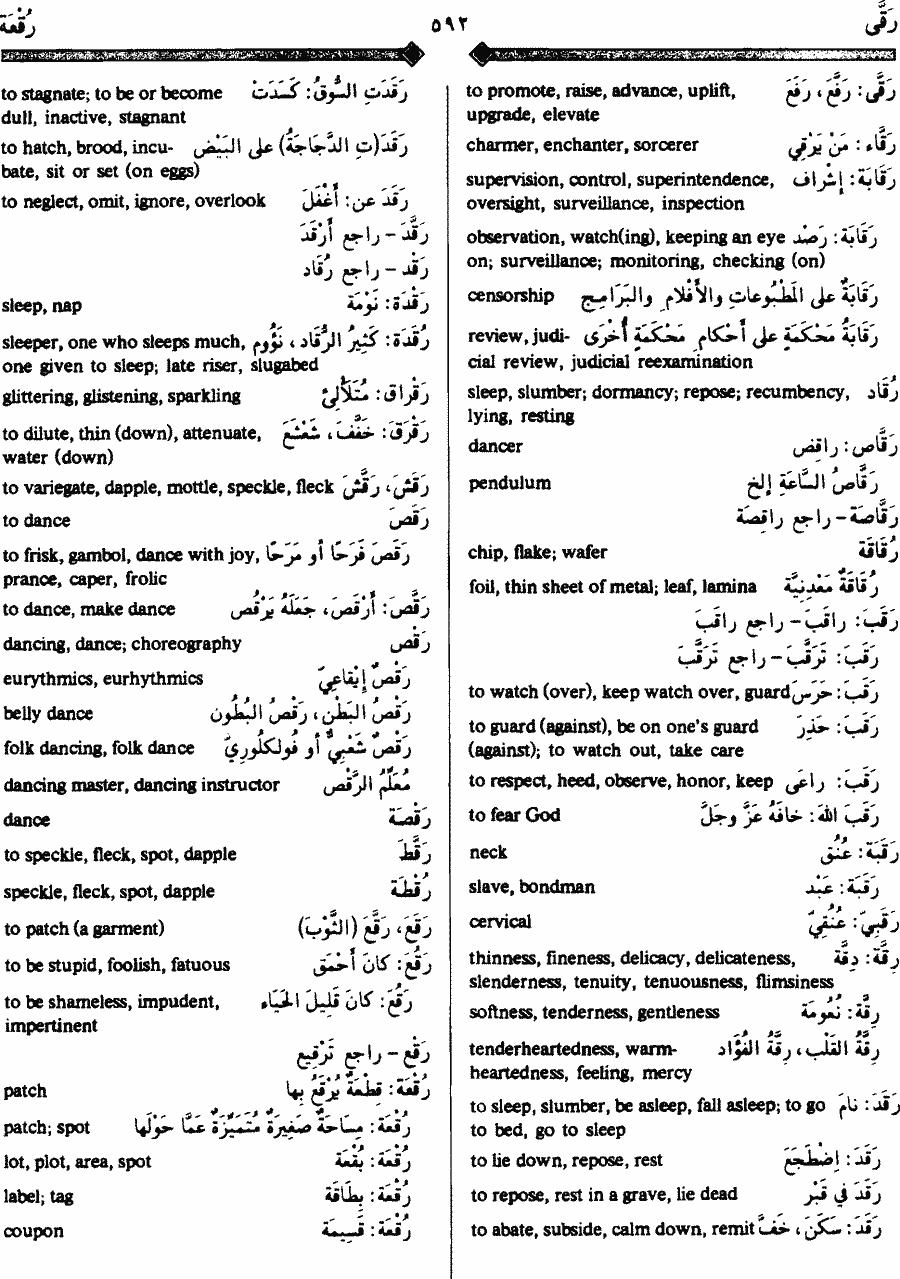 رَقَّى ٥٩٢ رُقْعَة
رَقَّى: رَقَّعَ، رَفَعَ to promote, raise, advance, uplift,
upgrade, elevate
رَقَّاء: مَنْ يَرْقِي charmer, enchanter, sorcerer
رَقَابَة: إشْرَاف supervision, control, superintendence,
oversight, surveillance, inspection
رَقَابَة: رَصْد observation, watch(ing), keeping an eye
on; surveillance; monitoring, checking (on)
رَقَابَةٌ على المَطْبُوعاتِ والأفْلامِ والبَرَامِج censorship
رَقَابَةُ مَحْكَمَةٍ على أحْكامِ مَحْكَمَةٍ أُخْرَى review, judi-
cial review, judicial reexamination
رُقَاد sleep, slumber; dormancy; repose; recumbency,
lying, resting
رَقَّاص: راقِص dancer
رَقَّاصُ السَّاعَةِ إلخ pendulum
رَقَّاصَة - راجع راقِصَة
رُقَاقَة chip, flake; wafer
رُقَاقَةٌ مَعْدِنِيَّة foil, thin sheet of metal; leaf, lamina
رَقَبَ: راقَبَ - راجع راقَبَ
رَقَبَ: تَرَقَّبَ - راجع تَرَقَّبَ
رَقَبَ: حَرَسَ to watch (over), keep watch over, guard
رَقَبَ: حَذِرَ to guard (against), be on one's guard
(against); to watch out, take care
رَقَبَ: راعَى to respect, heed, observe, honor, keep
رَقَبَ اللهَ: خافَهُ عَزَّ وجَلَّ to fear God
رَقَبَة: عُنُق neck
رَقَبَة: عَبْد slave, bondman
رَقَبِيّ: عُنُقِيّ cervical
رِقَّة: دِقَّة thinness, fineness, delicacy, delicateness,
slenderness, tenuity, tenuousness, flimsiness
رِقَّة: نُعُومَة softness, tenderness, gentleness
رِقَّةُ القَلْب، رِقَّةُ الفُؤَاد tenderheartedness, warm-
heartedness, feeling, mercy
رَقَدَ: نامَ to sleep, slumber, be asleep, fall asleep; to go
to bed, go to sleep
رَقَدَ: اِضْطَجَعَ to lie down, repose, rest
رَقَدَ في قَبْر to repose, rest in a grave, lie dead
رَقَدَ: سَكَنَ، خَفَّ to abate, subside, calm down, remit
رَقَدَتِ السُّوقُ: كَسَدَتْ to stagnate; to be or become
dull, inactive, stagnant
رَقَدَ(تِ الدَّجَاجَةُ) على البَيْض to hatch, brood, incu-
bate, sit or set (on eggs)
رَقَدَ عن: أغْفَلَ to neglect, omit, ignore, overlook
رَقَّدَ - راجع أرْقَدَ
رَقْد - راجع رُقَاد
رَقْدَة: نَوْمَة sleep, nap
رُقَدَة: كَثِيرُ الرُّقَاد، نَؤُوم sleeper, one who sleeps much,
one given to sleep; late riser, slugabed
رَقْراق: مُتَلأْلِئ glittering, glistening, sparkling
رَقْرَقَ: خَفَّفَ، شَعْشَعَ to dilute, thin (down), attenuate,
water (down)
رَقَشَ، رَقَّشَ to variegate, dapple, mottle, speckle, fleck
رَقَصَ to dance
رَقَصَ فَرَحًا أو مَرَحًا to frisk, gambol, dance with joy,
prance, caper, frolic
رَقَّصَ: أرْقَصَ، جَعَلَهُ يَرْقُص to dance, make dance
رَقْص dancing, dance; choreography
رَقْصٌ إيْقاعِيّ eurythmics, eurhythmics
رَقْصُ البَطْنِ، رَقْصُ البُطُون belly dance
رَقْصٌ شَعْبِيٌّ أو فُولكْلُورِيّ folk dancing, folk dance
مُعَلِّمُ الرَّقْص dancing master, dancing instructor
رَقْصَة dance
رَقَّطَ to speckle, fleck, spot, dapple
رُقْطَة speckle, fleck, spot, dapple
رَقَعَ، رَقَّعَ (الثَّوْبَ) to patch (a garment)
رَقُعَ: كانَ أحْمَق to be stupid, foolish, fatuous
رَقُعَ: كانَ قَلِيلَ الحَيَاء to be shameless, impudent,
impertinent
رَقْع - راجع تَرْقِيع
رُقْعَة: قِطْعَةٌ يُرْقَعُ بِها patch
رُقْعَة: مِسَاحَةٌ صَغِيرَةٌ مُتَمَيِّزَةٌ عَمَّا حَوْلَها patch; spot
رُقْعَة: بُقْعَة lot, plot, area, spot
رُقْعَة: بِطَاقَة label; tag
رُقْعَة: قَسِيمَة coupon